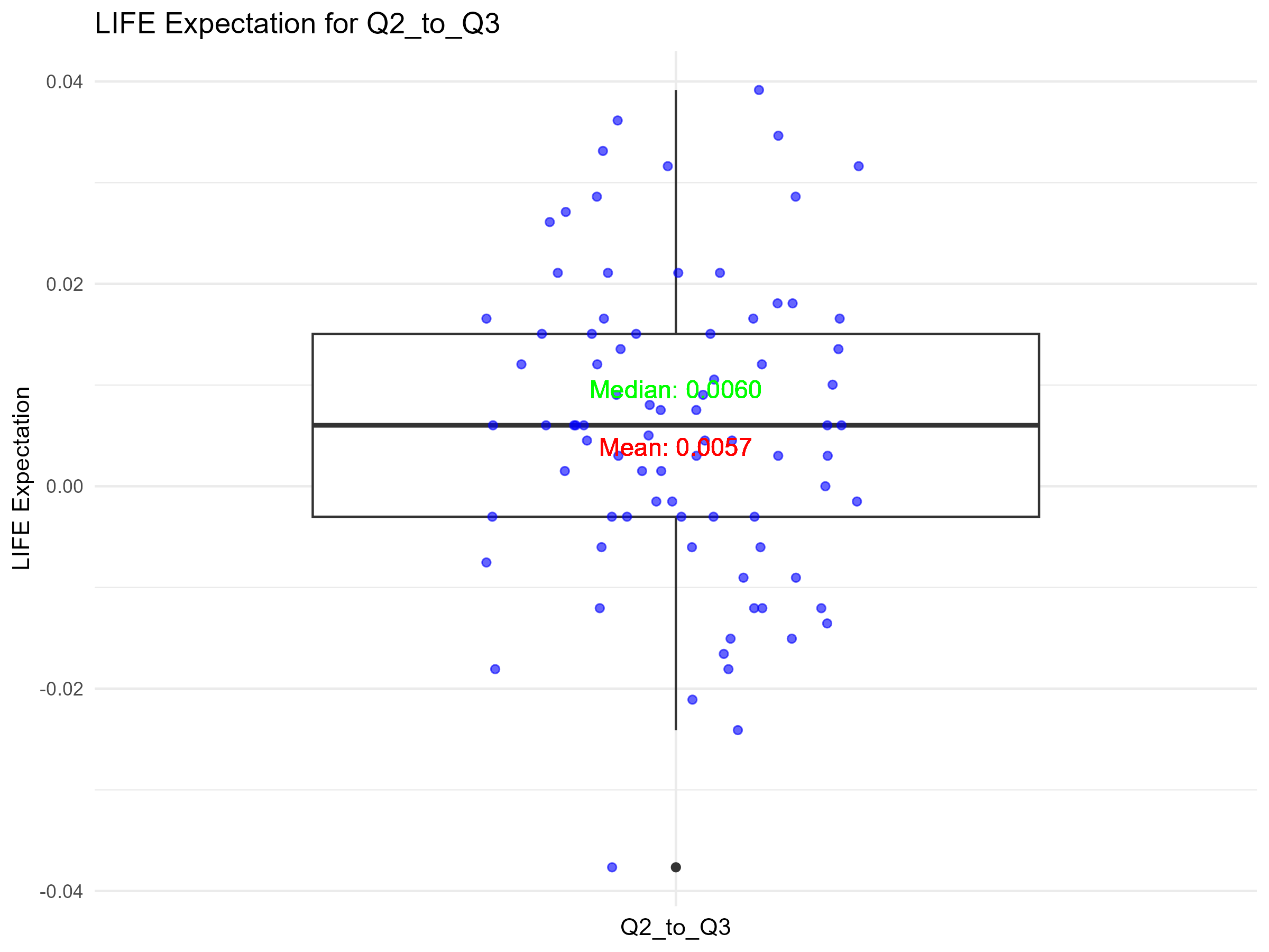 LIFE Expectation for Q2_to_Q3
LIFE Expectation
0.04
0.02
0.00
-0.02
-0.04
Median: 0.0060
Mean: 0.0057
Q2_to_Q3